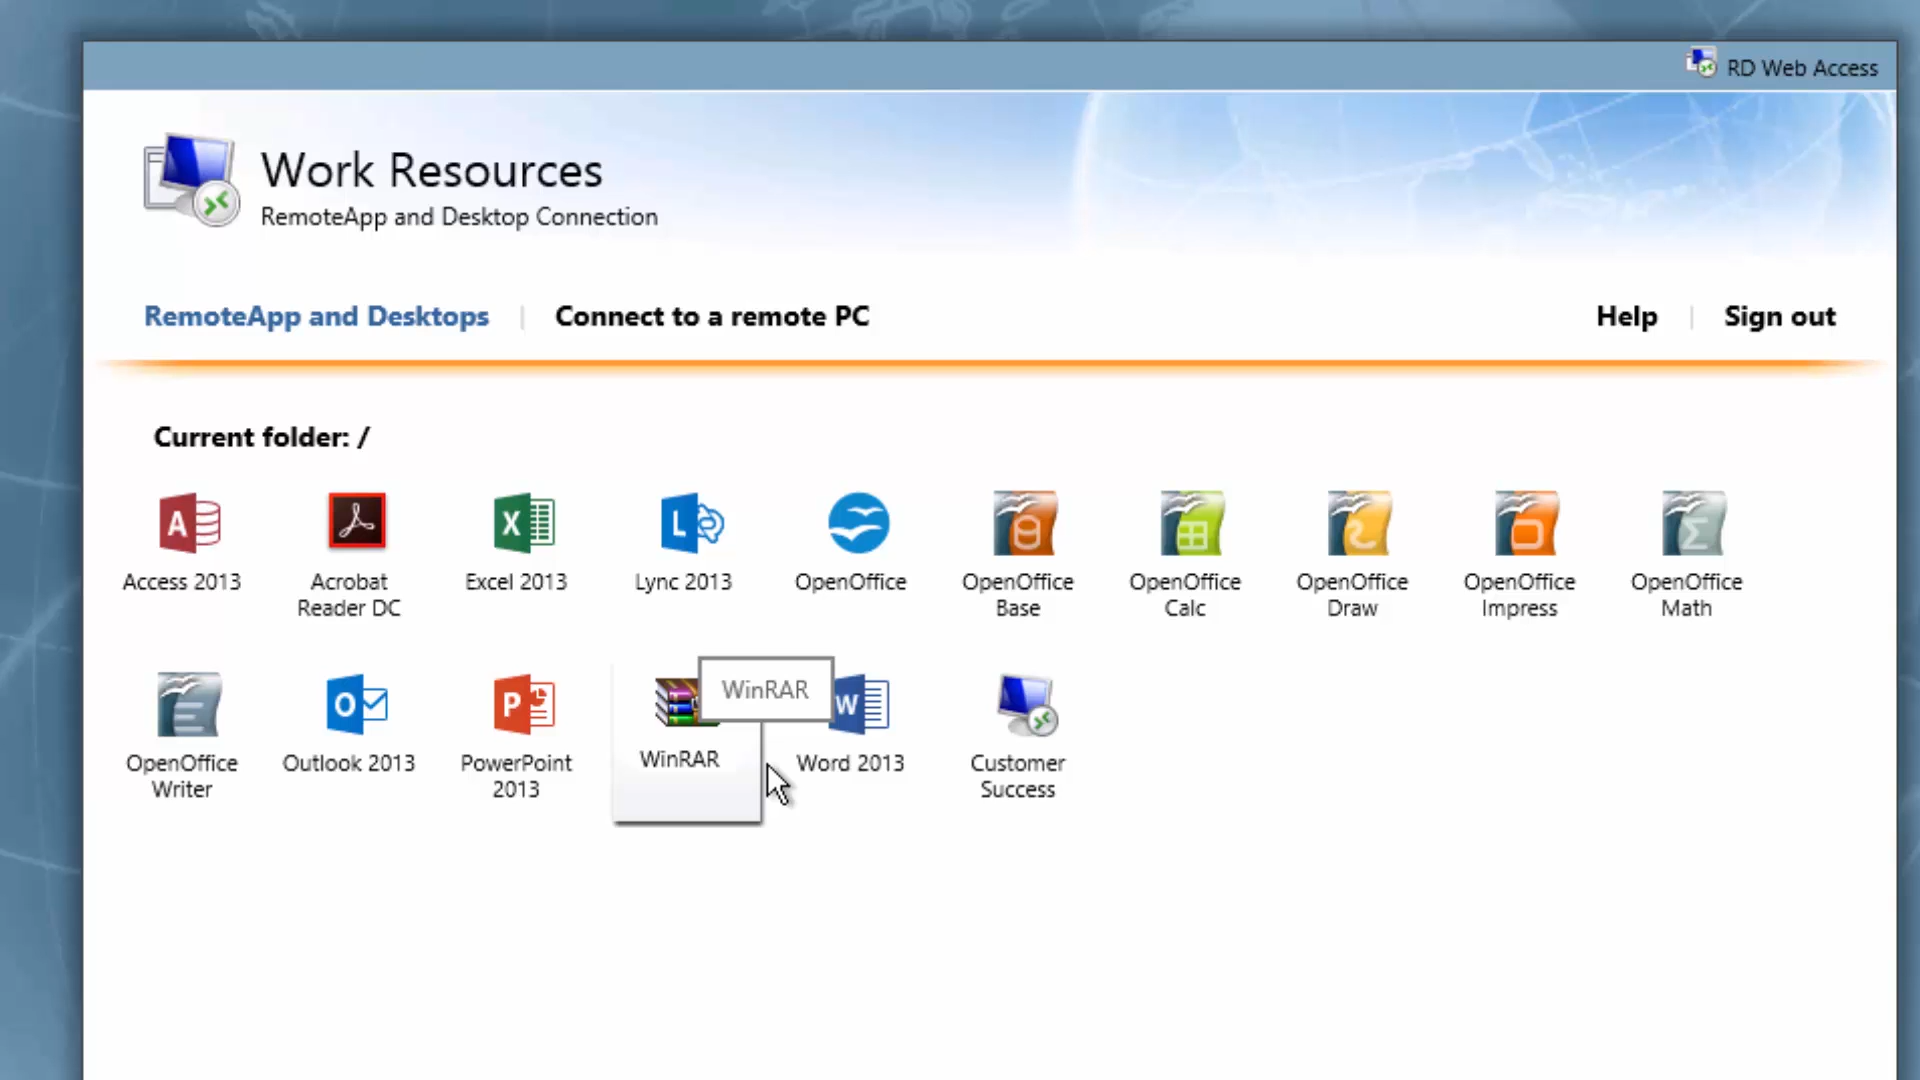 RD Web Access
Work Resources
RemoteApp and Desktop Connection
RemoteApp and Desktops | Connect to a remote PC Help | Sign out
Current folder: /
Access 2013
Acrobat
Reader DC
Excel 2013
Lync 2013
OpenOffice
OpenOffice
Base
OpenOffice
Calc
OpenOffice
Draw
OpenOffice
Impress
OpenOffice
Math
OpenOffice
Writer
Outlook 2013
PowerPoint
2013
WinRAR
WinRAR
Word 2013
Customer
Success